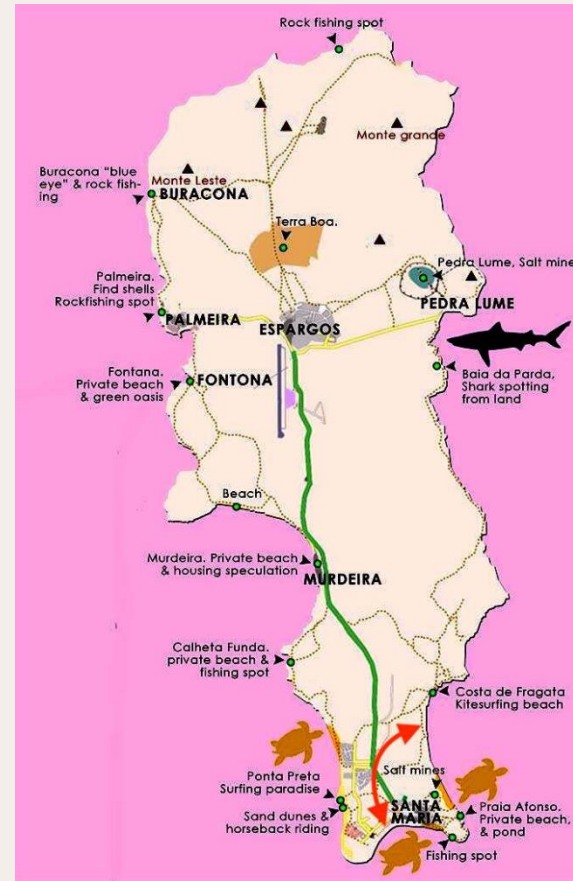 Rock fishing spot
Monte grande
Buracona "blue
eye" & rock fish-
ing
Monte Leste
BURACONA
Terra Boa.
Palmeira.
Find shells
Rockfishing spot
Pedra Lume, Salt mine
PEDRA LUME
PALMEIRA
ESPARGOS
Fontana.
Private beach
& green oasis
FONTONA
Baia da Parda,
Shark spotting
from land
Beach
Murdeira. Private beach
& housing speculation
MURDEIRA
Calheta Funda.
private beach &
fishing spot
Costa de Fragata
Kitesurfing beach
Ponta Preta
Surfing paradise
Salt mines
Sand dunes &
horseback riding
SANTA
MARIA
Praia Afonso.
Private beach,
& pond
Fishing spot